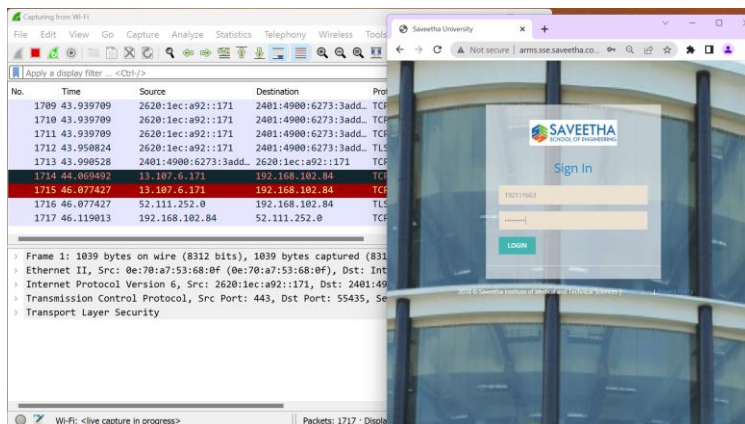 Capturing from Wi-Fi
File Edit View Go Capture Analyze Statistics Telephony Wireless Tools
Apply a display filter ... <Ctrl-/>
No. Time Source Destination Prot
1709 43.939709 2620:1ec:a92::171 2401:4900:6273:3add… TCP
1710 43.939709 2620:1ec:a92::171 2401:4900:6273:3add… TCP
1711 43.939709 2620:1ec:a92::171 2401:4900:6273:3add… TCP
1712 43.950824 2620:1ec:a92::171 2401:4900:6273:3add… TLS
1713 43.990528 2401:4900:6273:3add… 2620:1ec:a92::171 TCP
1714 44.069492 13.107.6.171 192.168.102.84 TCP
1715 46.077427 13.107.6.171 192.168.102.84 TCP
1716 46.077427 52.111.252.0 192.168.102.84 TLS
1717 46.119013 192.168.102.84 52.111.252.0 TCP
Frame 1: 1039 bytes on wire (8312 bits), 1039 bytes captured (831
Ethernet II, Src: 0e:70:a7:53:68:0f (0e:70:a7:53:68:0f), Dst: Int
Internet Protocol Version 6, Src: 2620:1ec:a92::171, Dst: 2401:49
Transmission Control Protocol, Src Port: 443, Dst Port: 55435, Se
Transport Layer Security
Wi-Fi: <live capture in progress> Packets: 1717 · Displa
Saveetha University
Not secure | arms.sse.saveetha.co...
SAVEETHA
SCHOOL OF ENGINEERING
Sign In
192111663
LOGIN
Saveetha Institute of Medical and Technical Sciences |